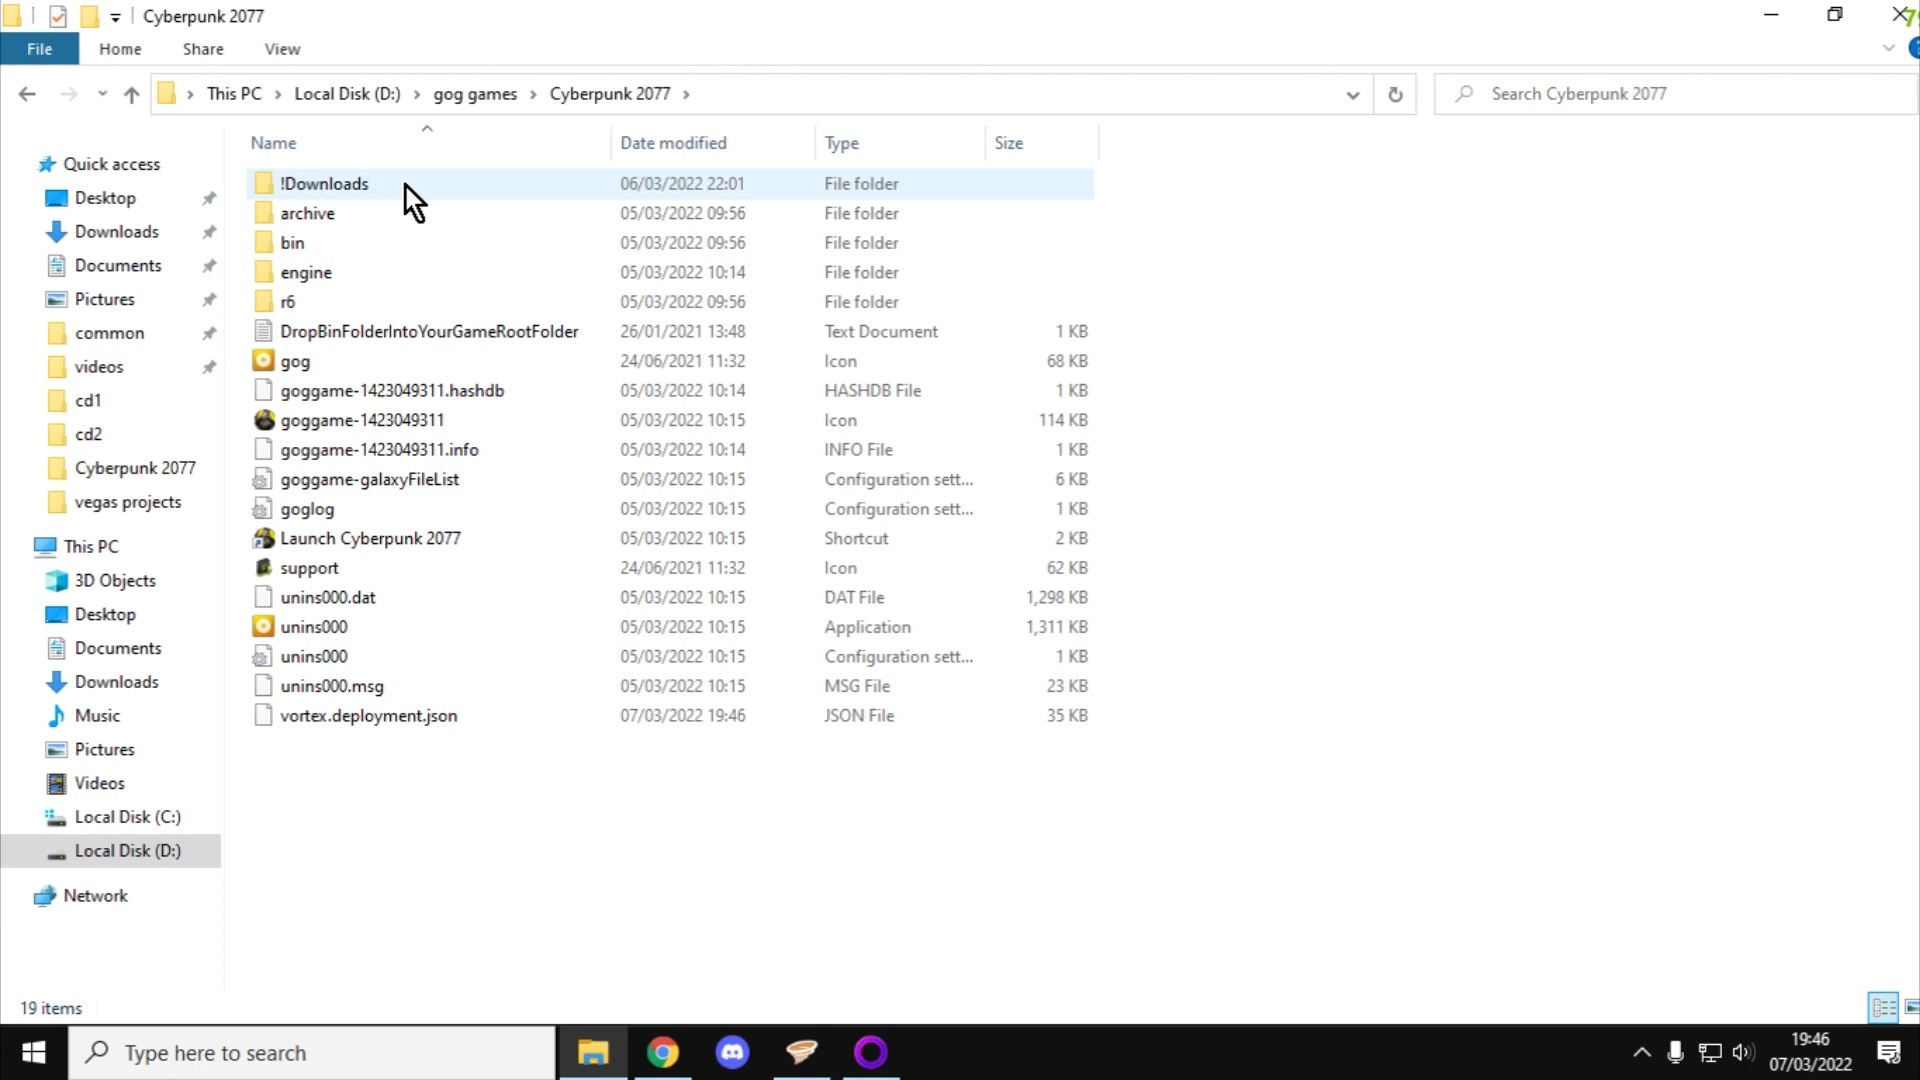 Cyberpunk 2077
File Home Share View
This PC Local Disk (D:) gog games Cyberpunk 2077
Search Cyberpunk 2077
Name Date modified Type Size
Quick access
Desktop
Downloads
Documents
Pictures
common
videos
cd1
cd2
Cyberpunk 2077
vegas projects
This PC
3D Objects
Desktop
Documents
Downloads
Music
Pictures
Videos
Local Disk (C:)
Local Disk (D:)
Network
!Downloads 06/03/2022 22:01 File folder
archive 05/03/2022 09:56 File folder
bin 05/03/2022 09:56 File folder
engine 05/03/2022 10:14 File folder
r6 05/03/2022 09:56 File folder
DropBinFolderIntoYourGameRootFolder 26/01/2021 13:48 Text Document 1 KB
gog 24/06/2021 11:32 Icon 68 KB
goggame-1423049311.hashdb 05/03/2022 10:14 HASHDB File 1 KB
goggame-1423049311 05/03/2022 10:15 Icon 114 KB
goggame-1423049311.info 05/03/2022 10:14 INFO File 1 KB
goggame-galaxyFileList 05/03/2022 10:15 Configuration sett... 6 KB
goglog 05/03/2022 10:15 Configuration sett... 1 KB
Launch Cyberpunk 2077 05/03/2022 10:15 Shortcut 2 KB
support 24/06/2021 11:32 Icon 62 KB
unins000.dat 05/03/2022 10:15 DAT File 1,298 KB
unins000 05/03/2022 10:15 Application 1,311 KB
unins000 05/03/2022 10:15 Configuration sett... 1 KB
unins000.msg 05/03/2022 10:15 MSG File 23 KB
vortex.deployment.json 07/03/2022 19:46 JSON File 35 KB
19 items
Type here to search
19:46
07/03/2022